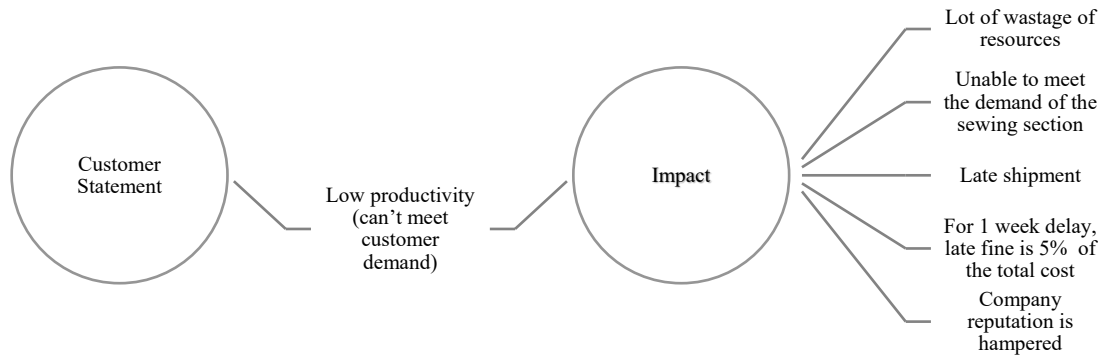 Customer
Statement
Low productivity
(can’t meet
customer
demand)
Impact
Lot of wastage of
resources
Unable to meet
the demand of the
sewing section
Late shipment
For 1 week delay,
late fine is 5% of
the total cost
Company
reputation is
hampered